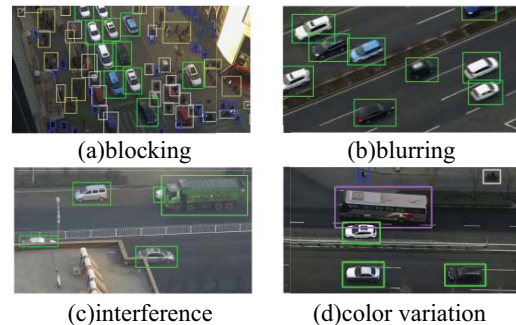 (a)blocking
(b)blurring
(c)interference
(d)color variation